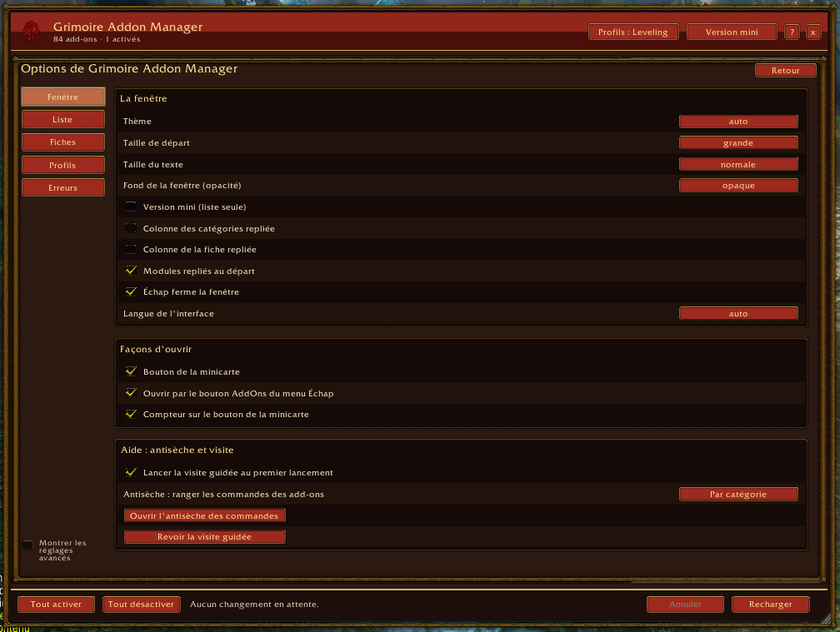 Grimoire Addon Manager
84 add-ons · 1 activés
Profils : Leveling
Version mini
?
x
Options de Grimoire Addon Manager
Retour
Fenêtre
Liste
Fiches
Profils
Erreurs
La fenêtre
Thème
auto
Taille de départ
grande
Taille du texte
normale
Fond de la fenêtre (opacité)
opaque
Version mini (liste seule)
Colonne des catégories repliée
Colonne de la fiche repliée
Modules repliés au départ
Échap ferme la fenêtre
Langue de l'interface
auto
Façons d'ouvrir
Bouton de la minicarte
Ouvrir par le bouton AddOns du menu Échap
Compteur sur le bouton de la minicarte
Aide : antisèche et visite
Lancer la visite guidée au premier lancement
Antisèche : ranger les commandes des add-ons
Par catégorie
Ouvrir l'antisèche des commandes
Revoir la visite guidée
Montrer les
réglages
avancés
Tout activer
Tout désactiver
Aucun changement en attente.
Annuler
Recharger